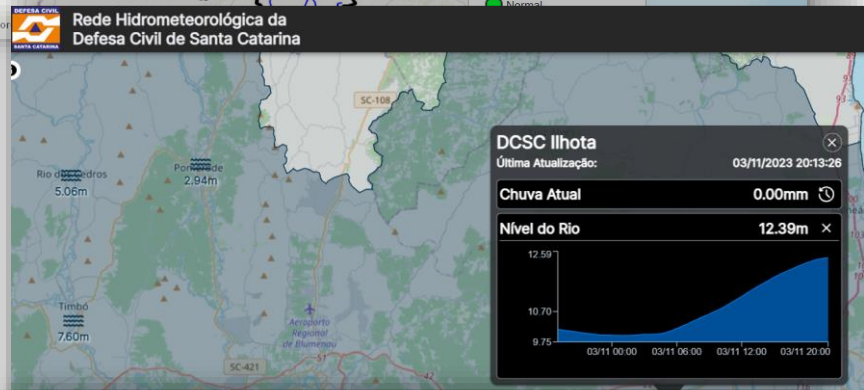 Normal
DEFESA CIVIL
SANTA CATARINA
Rede Hidrometeorológica da
Defesa Civil de Santa Catarina
SC-108
Rio dos Cedros
5.06m
Pomerode
2.94m
Timbó
7.60m
Aeroporto
Regional
de Blumenau
SC-421
DCSC Ilhota
Última Atualização: 03/11/2023 20:13:26
Chuva Atual 0.00mm
Nível do Rio 12.39m
12.59
10.70
9.75
03/11 00:00 03/11 06:00 03/11 12:00 03/11 20:00